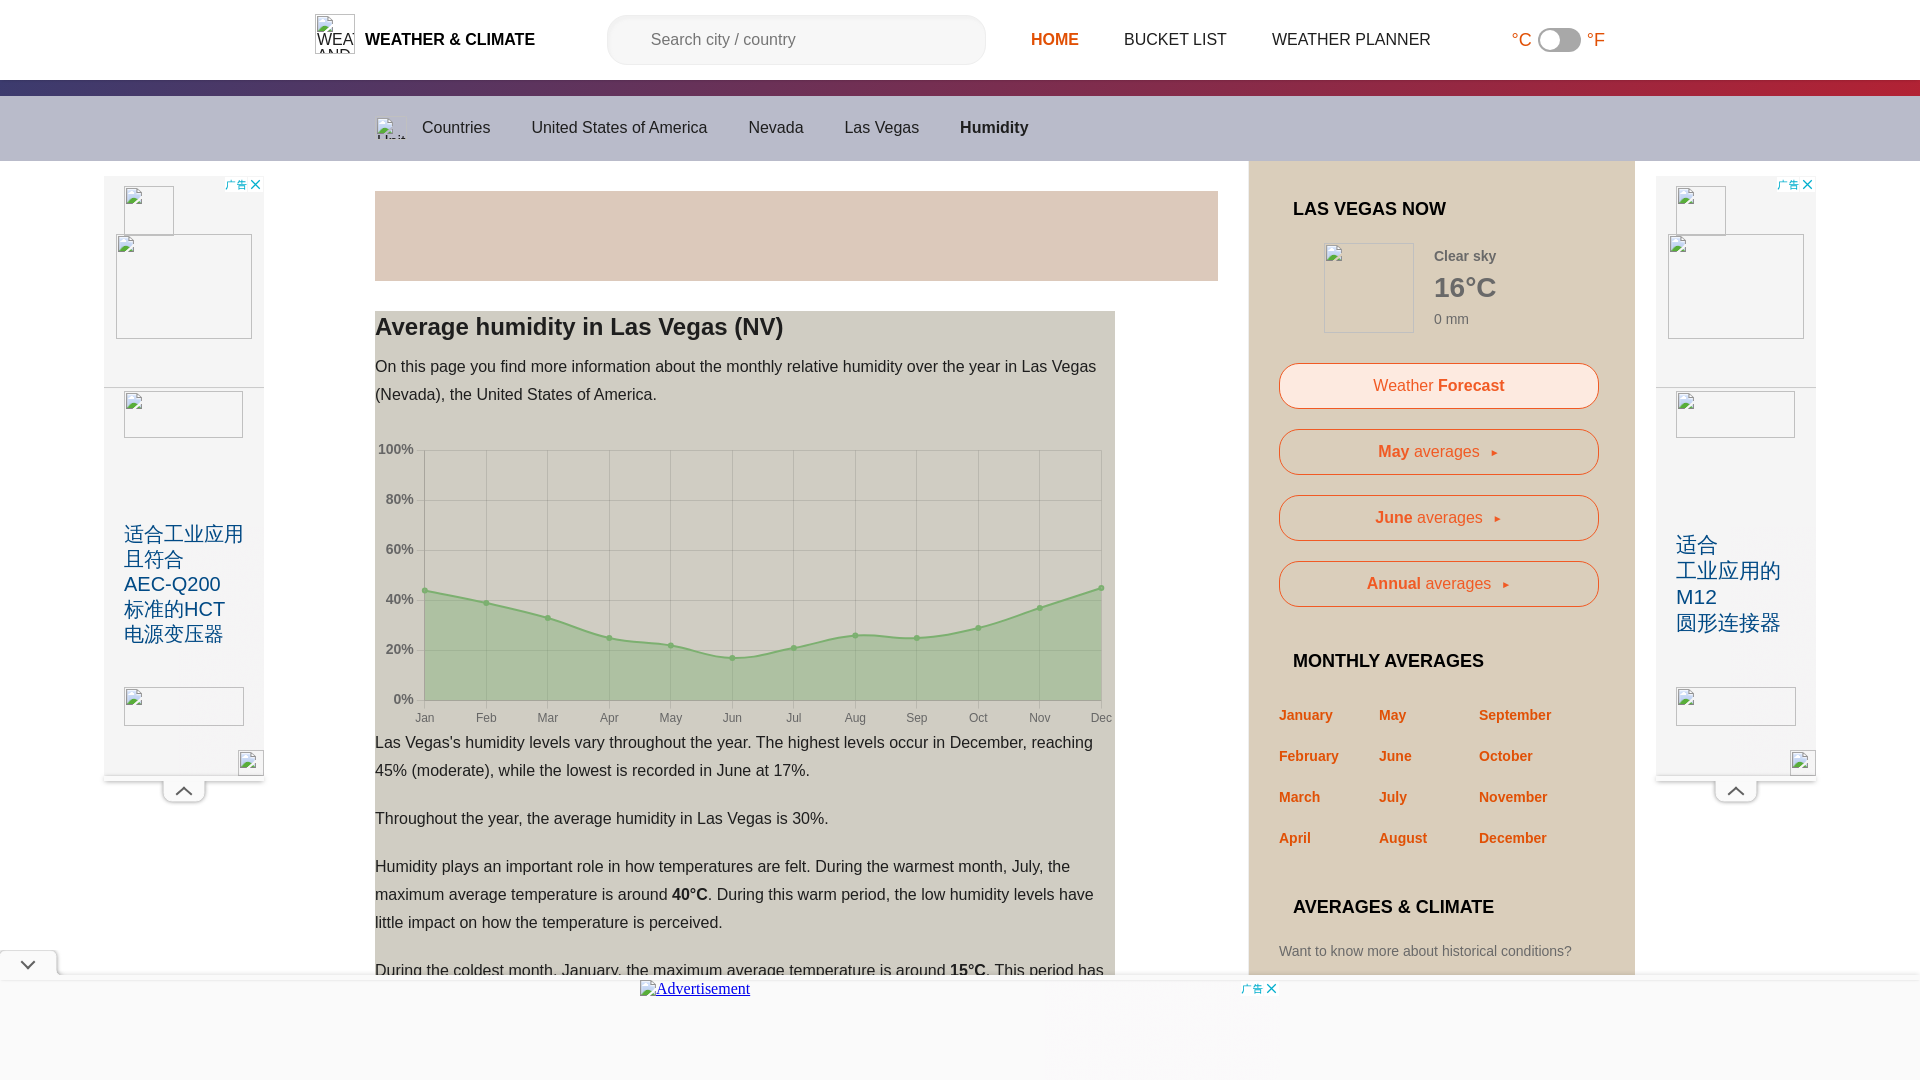 WEATHER & CLIMATE
Search city / country
HOME
BUCKET LIST
WEATHER PLANNER
°C
°F
Countries
United States of America
Nevada
Las Vegas
Humidity
广告
适合工业应用
且符合
AEC-Q200
标准的HCT
电源变压器
Average humidity in Las Vegas (NV)
On this page you find more information about the monthly relative humidity over the year in Las Vegas
(Nevada), the United States of America.
100%
80%
60%
40%
20%
0%
Jan Feb Mar Apr May Jun Jul Aug Sep Oct Nov Dec
Las Vegas's humidity levels vary throughout the year. The highest levels occur in December, reaching
45% (moderate), while the lowest is recorded in June at 17%.
Throughout the year, the average humidity in Las Vegas is 30%.
Humidity plays an important role in how temperatures are felt. During the warmest month, July, the
maximum average temperature is around 40°C. During this warm period, the low humidity levels have
little impact on how the temperature is perceived.
During the coldest month, January, the maximum average temperature is around 15°C. This period has
LAS VEGAS NOW
Clear sky
16°C
0 mm
Weather Forecast
May averages ►
June averages ►
Annual averages ►
MONTHLY AVERAGES
January May September
February June October
March July November
April August December
AVERAGES & CLIMATE
Want to know more about historical conditions?
广告
适合
工业应用的
M12
圆形连接器
Advertisement
广告